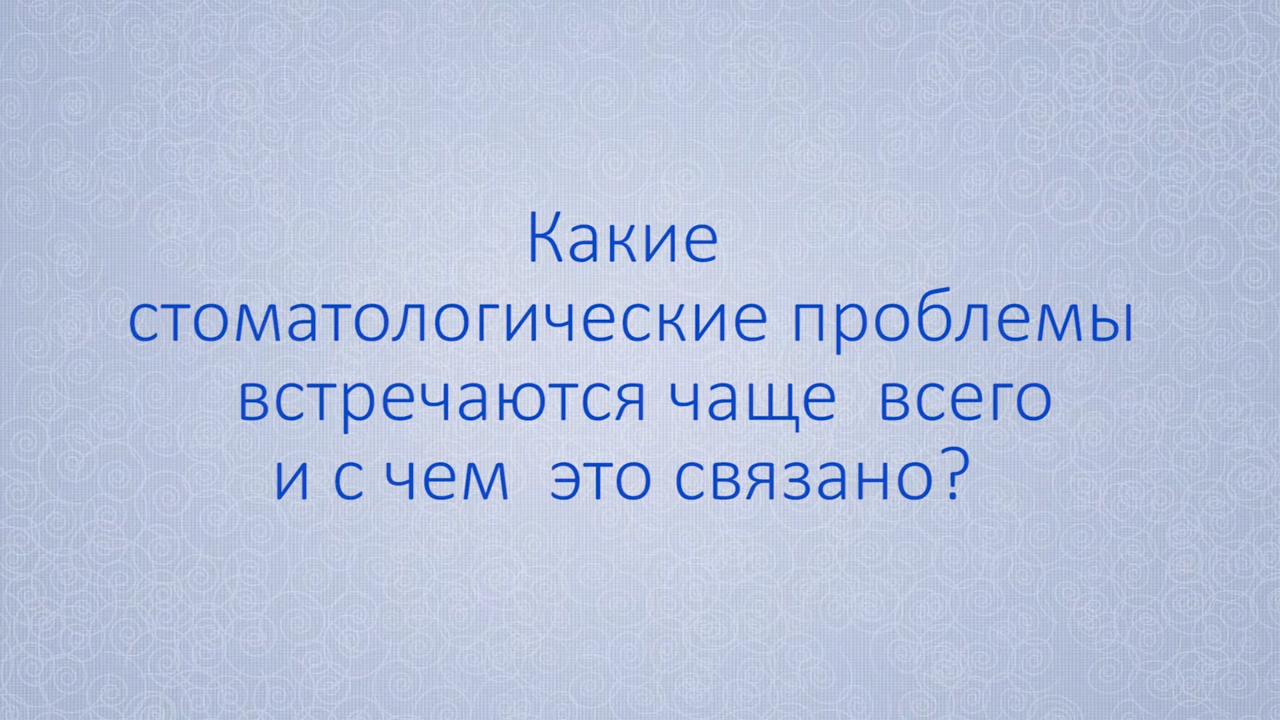 Какие
стоматологические проблемы
встречаются чаще всего
и с чем это связано?